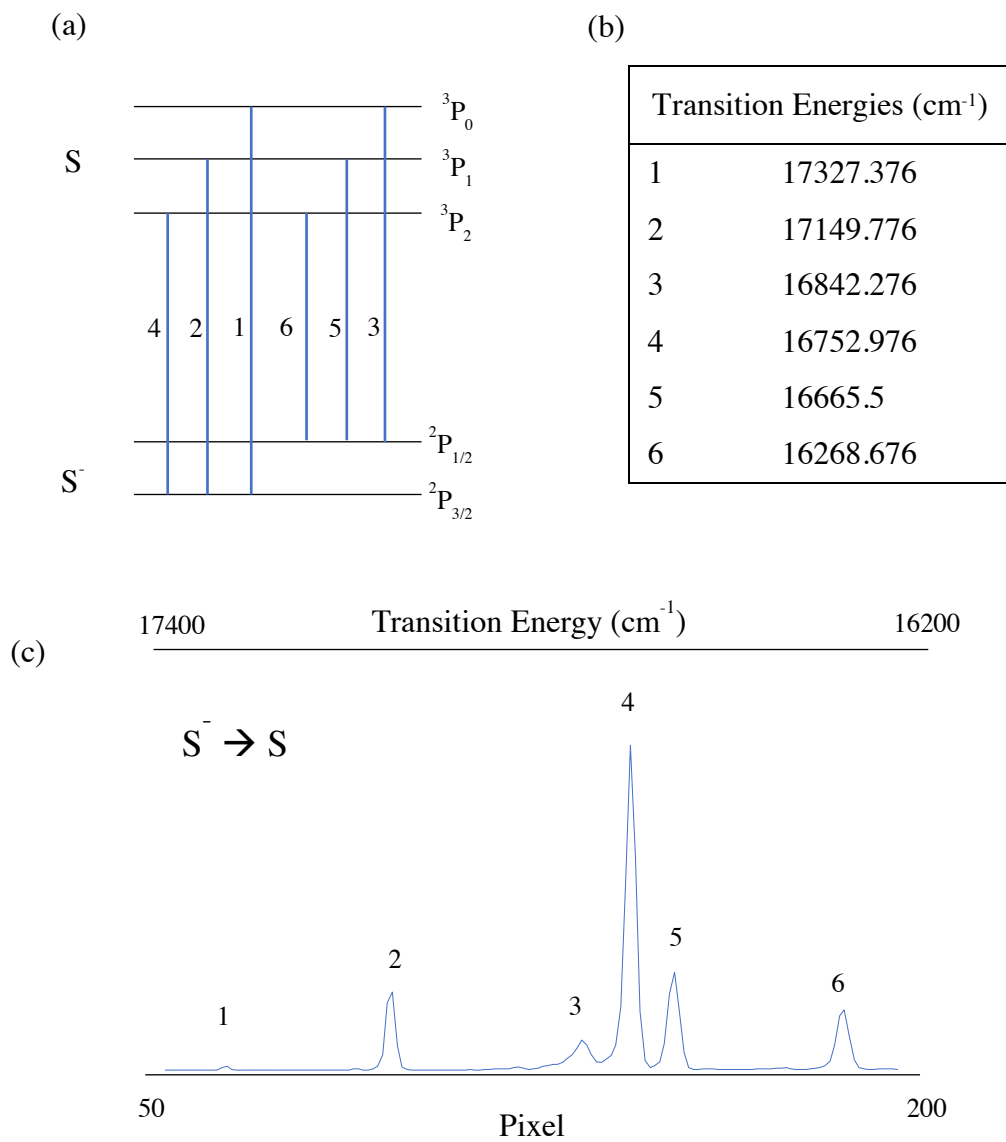 (a)
³P₀
S
³P₁
³P₂
4 2 1 6 5 3
²P₁/₂
S⁻
²P₃/₂
(b)
Transition Energies (cm⁻¹)
1 17327.376
2 17149.776
3 16842.276
4 16752.976
5 16665.5
6 16268.676
(c)
17400 Transition Energy (cm⁻¹) 16200
S⁻ → S
1
2
3
4
5
6
50 Pixel 200